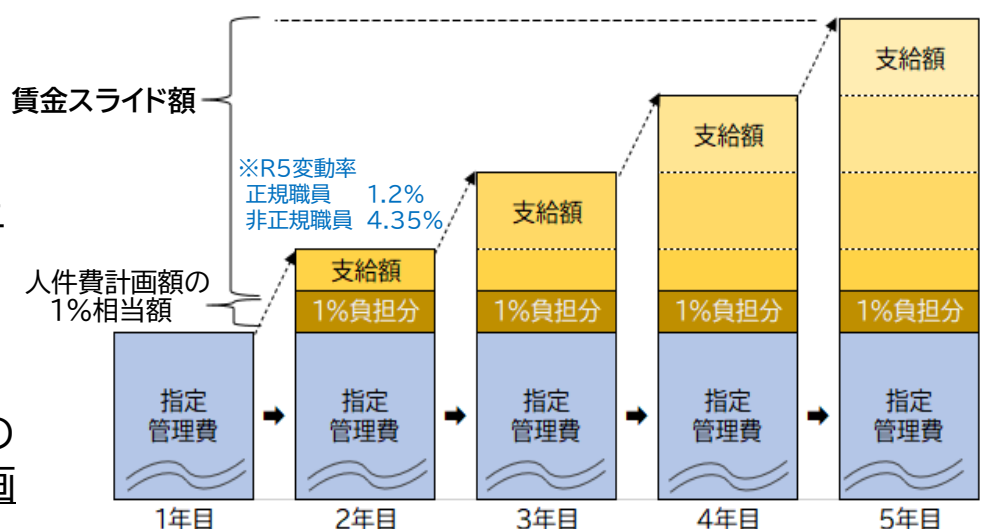 賃金スライド額
※R5変動率
正規職員 1.2%
非正規職員 4.35%
人件費計画額の
1%相当額
支給額
支給額
支給額
支給額
1%負担分
1%負担分
1%負担分
1%負担分
指定
管理費
指定
管理費
指定
管理費
指定
管理費
指定
管理費
の
画
1年目
2年目
3年目
4年目
5年目